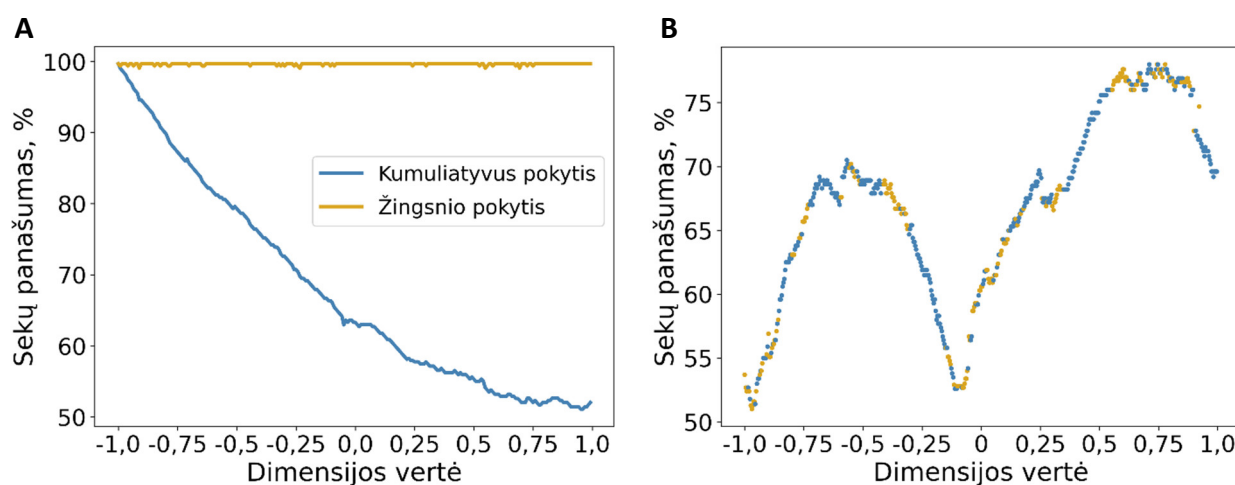 A
Sekų panašumas, %
100
90
80
70
60
50
Kumuliatyvus pokytis
Žingsnio pokytis
-1,0 -0,75 -0,5 -0,25 0,0 0,25 0,5 0,75 1,0
Dimensijos vertė
B
Sekų panašumas, %
75
70
65
60
55
50
-1,0 -0,75 -0,5 -0,25 0 0,25 0,5 0,75 1,0
Dimensijos vertė